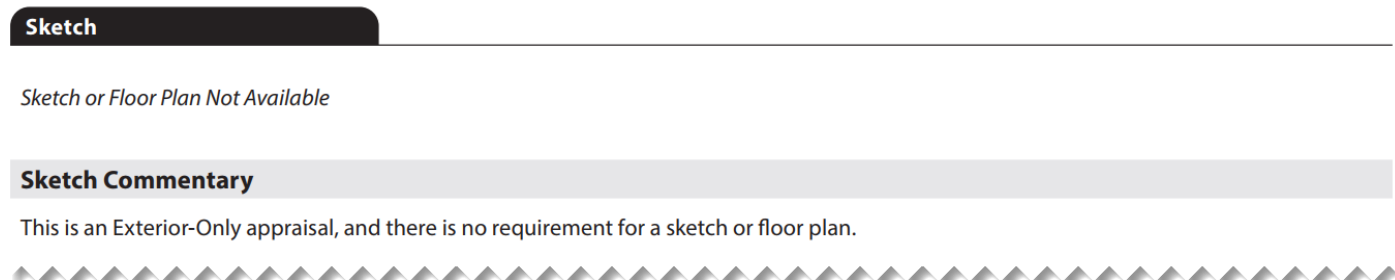 Sketch
Sketch or Floor Plan Not Available
Sketch Commentary
This is an Exterior-Only appraisal, and there is no requirement for a sketch or floor plan.